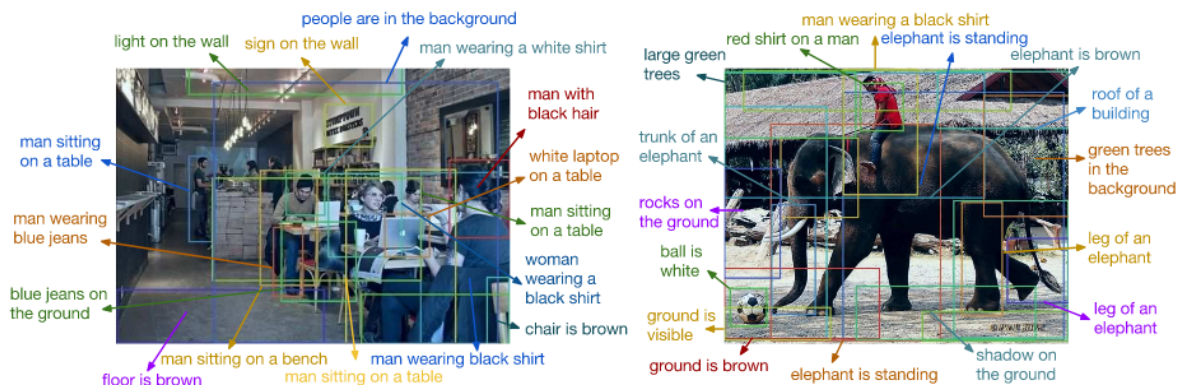 people are in the background
light on the wall
sign on the wall
man wearing a white shirt
man with
black hair
man sitting
on a table
white laptop
on a table
man wearing
blue jeans
man sitting
on a table
woman
wearing a
black shirt
blue jeans on
the ground
chair is brown
man sitting on a bench
man wearing black shirt
man sitting on a table
floor is brown
man wearing a black shirt
red shirt on a man
elephant is standing
large green
trees
elephant is brown
roof of a
building
trunk of an
elephant
green trees
in the
background
rocks on
the ground
leg of an
elephant
ball is
white
leg of an
elephant
ground is
visible
ground is brown
elephant is standing
shadow on
the ground